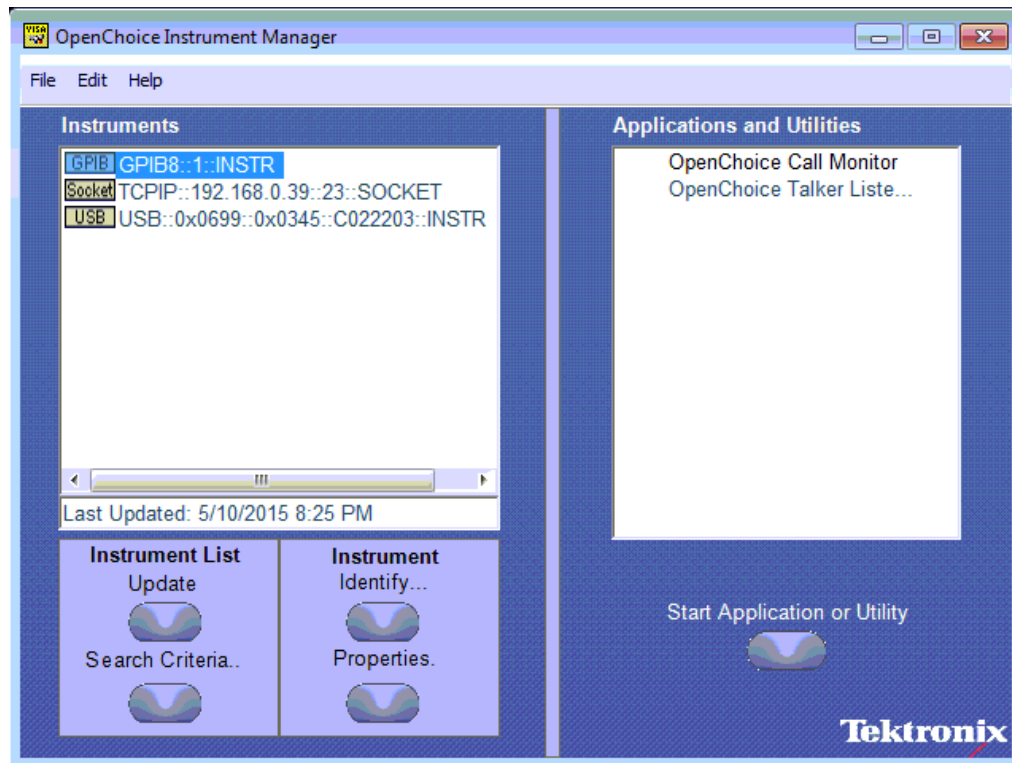 VISA
OpenChoice Instrument Manager
File Edit Help
Instruments
GPIB GPIB8::1::INSTR
Socket TCPIP::192.168.0.39::23::SOCKET
USB USB::0x0699::0x0345::C022203::INSTR
Last Updated: 5/10/2015 8:25 PM
Instrument List
Update
Search Criteria..
Instrument
Identify...
Properties.
Applications and Utilities
OpenChoice Call Monitor
OpenChoice Talker Liste...
Start Application or Utility
Tektronix